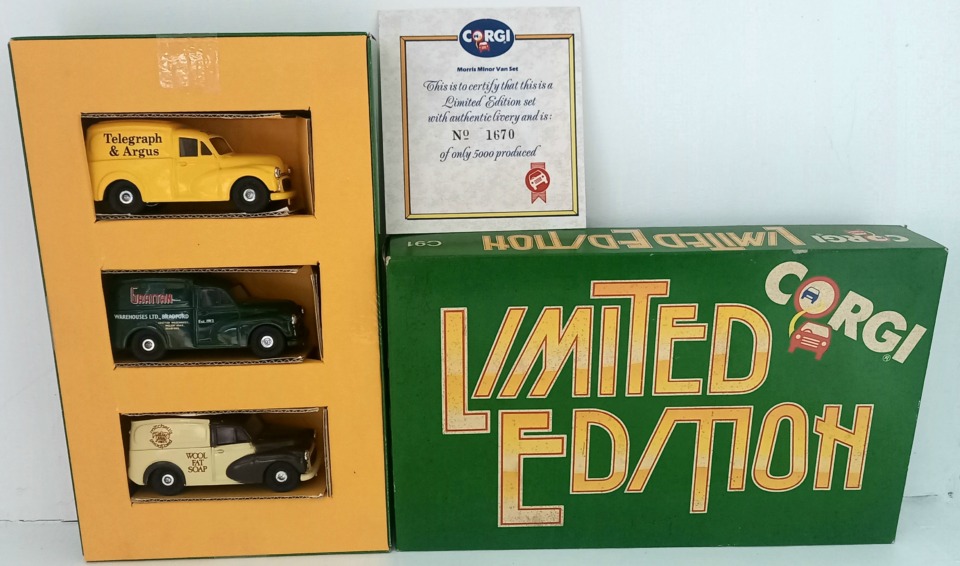 Telegraph
& Argus
Grattan
WAREHOUSES LTD., BRADFORD
Est. 1912
WOOL
FAT
SOAP
CORGI
Morris Minor Van Set
This is to certify that this is a
Limited Edition set
with authentic livery and is:
Nº 1670
of only 5000 produced
C91
LIMITED EDITION
CORGI
CORGI
LIMITED
EDITION